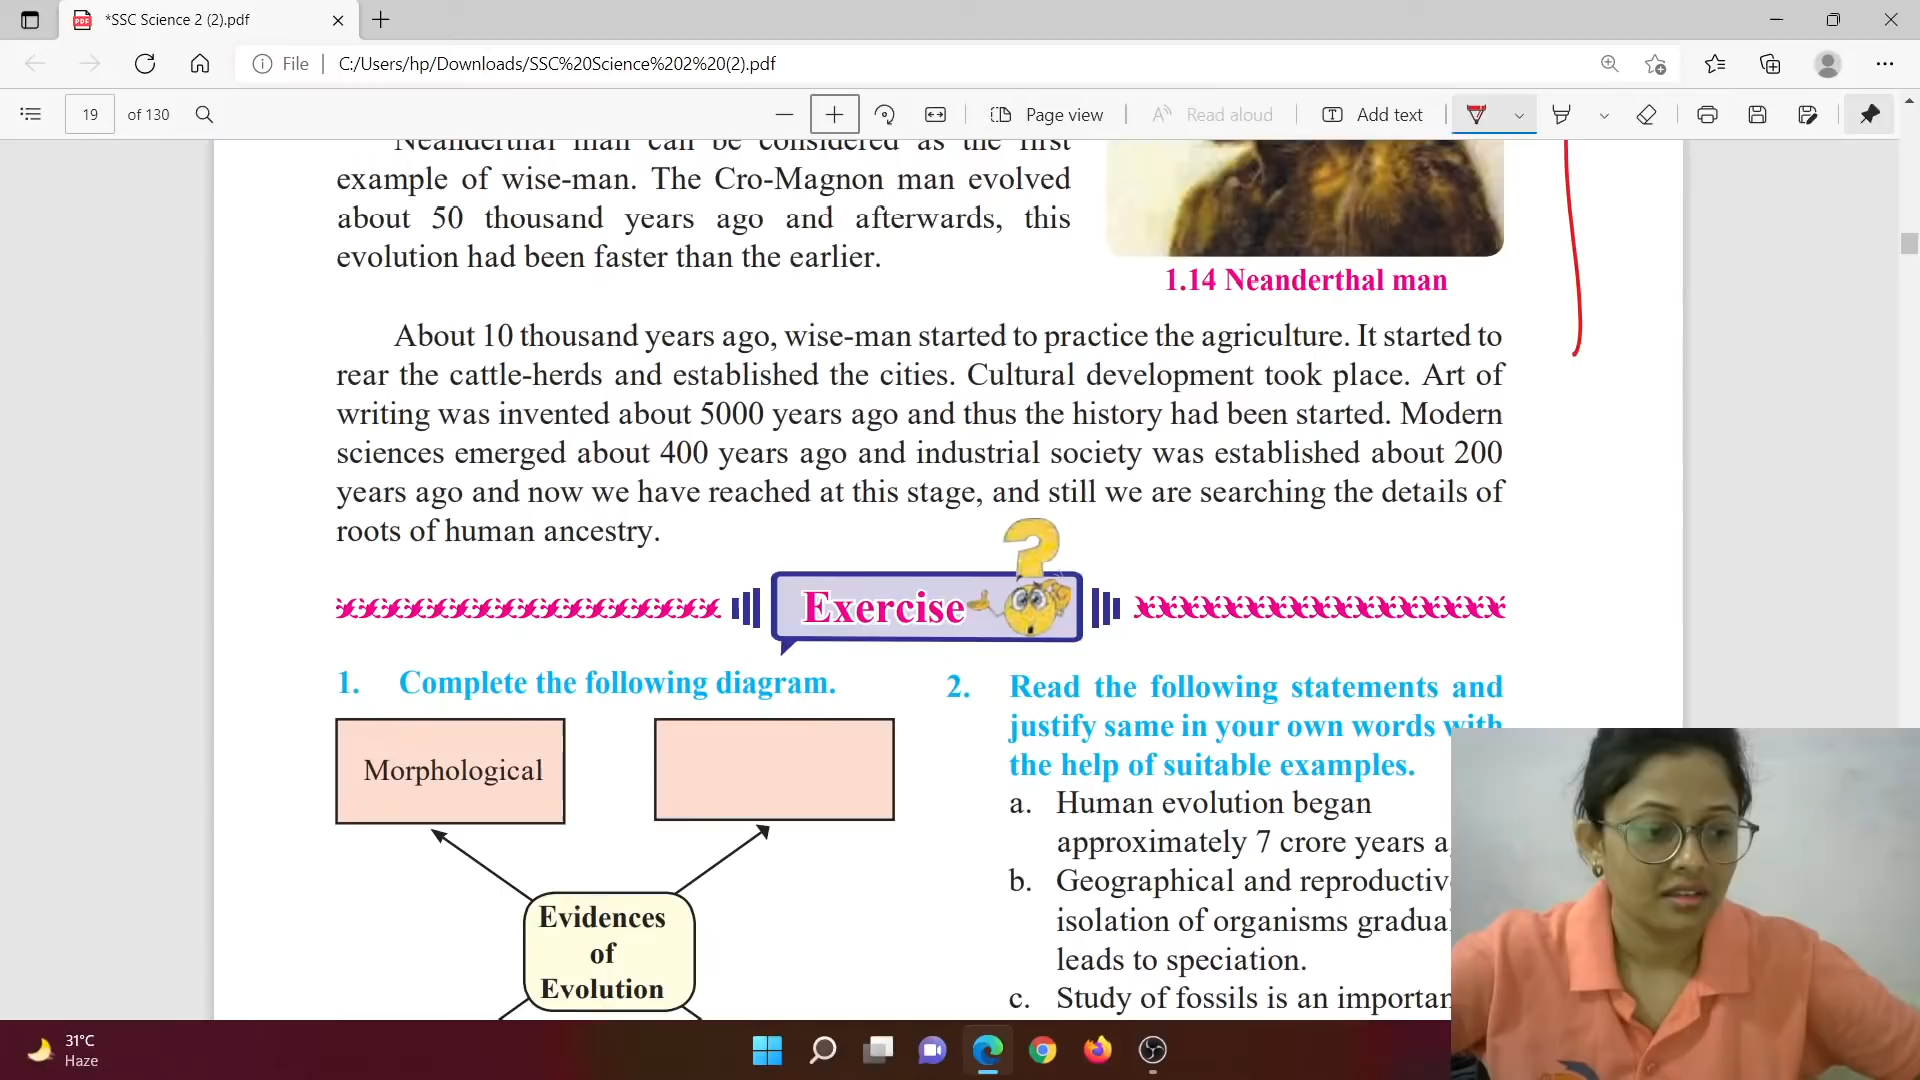 *SSC Science 2 (2).pdf
File C:/Users/hp/Downloads/SSC%20Science%202%20(2).pdf
19 of 130 Page view Read aloud Add text
Neanderthal man can be considered as the first
example of wise-man. The Cro-Magnon man evolved
about 50 thousand years ago and afterwards, this
evolution had been faster than the earlier.
1.14 Neanderthal man
About 10 thousand years ago, wise-man started to practice the agriculture. It started to
rear the cattle-herds and established the cities. Cultural development took place. Art of
writing was invented about 5000 years ago and thus the history had been started. Modern
sciences emerged about 400 years ago and industrial society was established about 200
years ago and now we have reached at this stage, and still we are searching the details of
roots of human ancestry.
Exercise
1. Complete the following diagram.
Morphological
Evidences
of
Evolution
2. Read the following statements and
justify same in your own words with
the help of suitable examples.
a. Human evolution began
approximately 7 crore years
b. Geographical and
isolation of organisms
leads to speciation.
c. Study of fossils is an
31°C
Haze